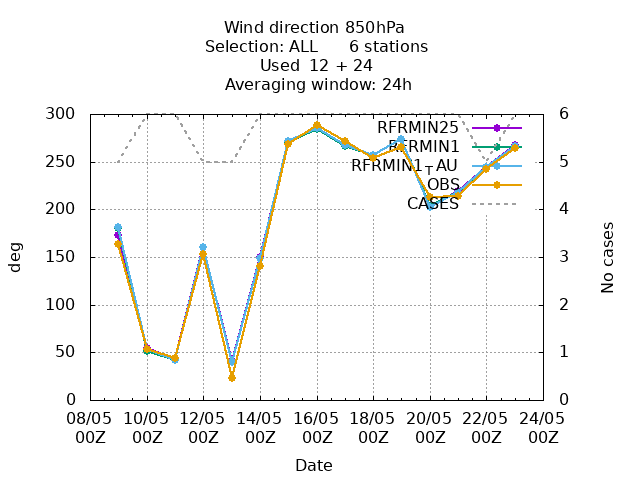 Wind direction 850hPa
Selection: ALL 6 stations
Used 12 + 24
Averaging window: 24h
300 6
RFRMIN25
RFRMIN1
250 5
RFRMIN1_TAU
OBS
200 4
CASES
150 3
100 2
50 1
0 0
deg
No cases
08/05 10/05 12/05 14/05 16/05 18/05 20/05 22/05 24/05
00Z 00Z 00Z 00Z 00Z 00Z 00Z 00Z 00Z
Date